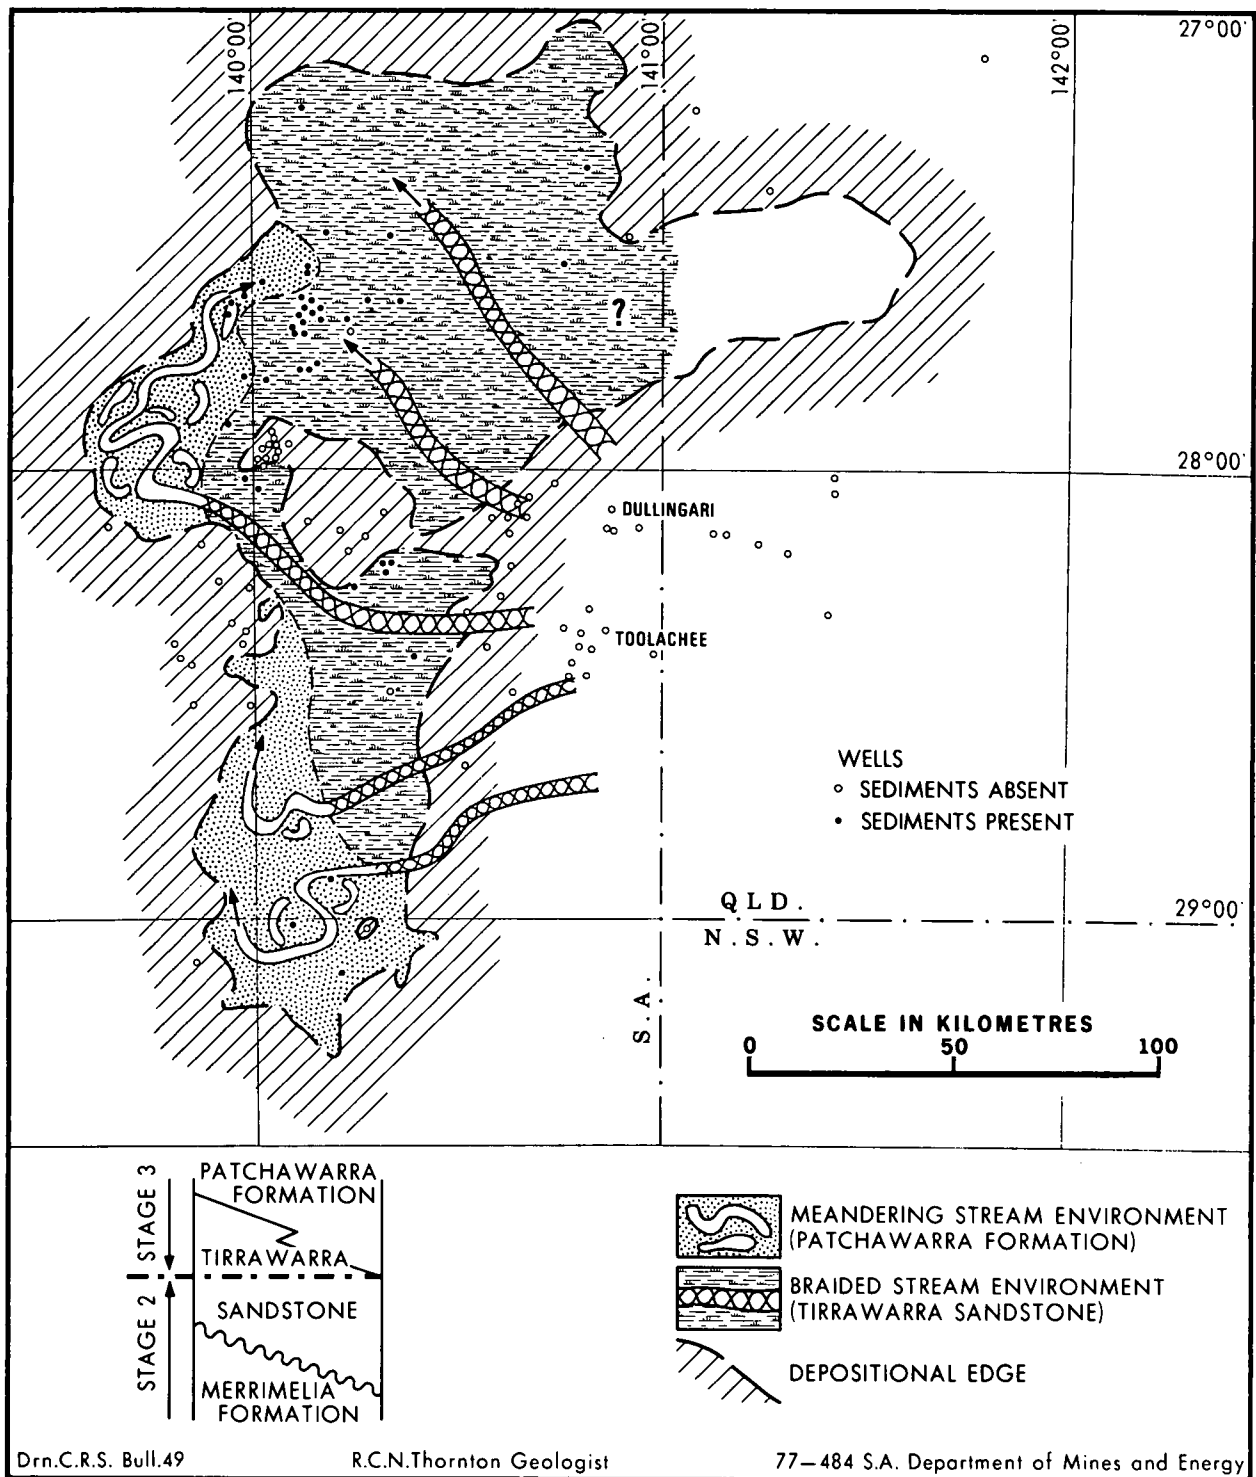 140°00'
141°00'
142°00'
27°00'
?
28°00'
DULLINGARI
TOOLACHEE
WELLS
SEDIMENTS ABSENT
SEDIMENTS PRESENT
QLD.
29°00'
N.S.W.
S.A.
SCALE IN KILOMETRES
0 50 100
STAGE 3
PATCHAWARRA
FORMATION
TIRRAWARRA
STAGE 2
SANDSTONE
MERRIMELIA
FORMATION
MEANDERING STREAM ENVIRONMENT
(PATCHAWARRA FORMATION)
BRAIDED STREAM ENVIRONMENT
(TIRRAWARRA SANDSTONE)
DEPOSITIONAL EDGE
Drn.C.R.S. Bull.49 R.C.N.Thornton Geologist 77–484 S.A. Department of Mines and Energy